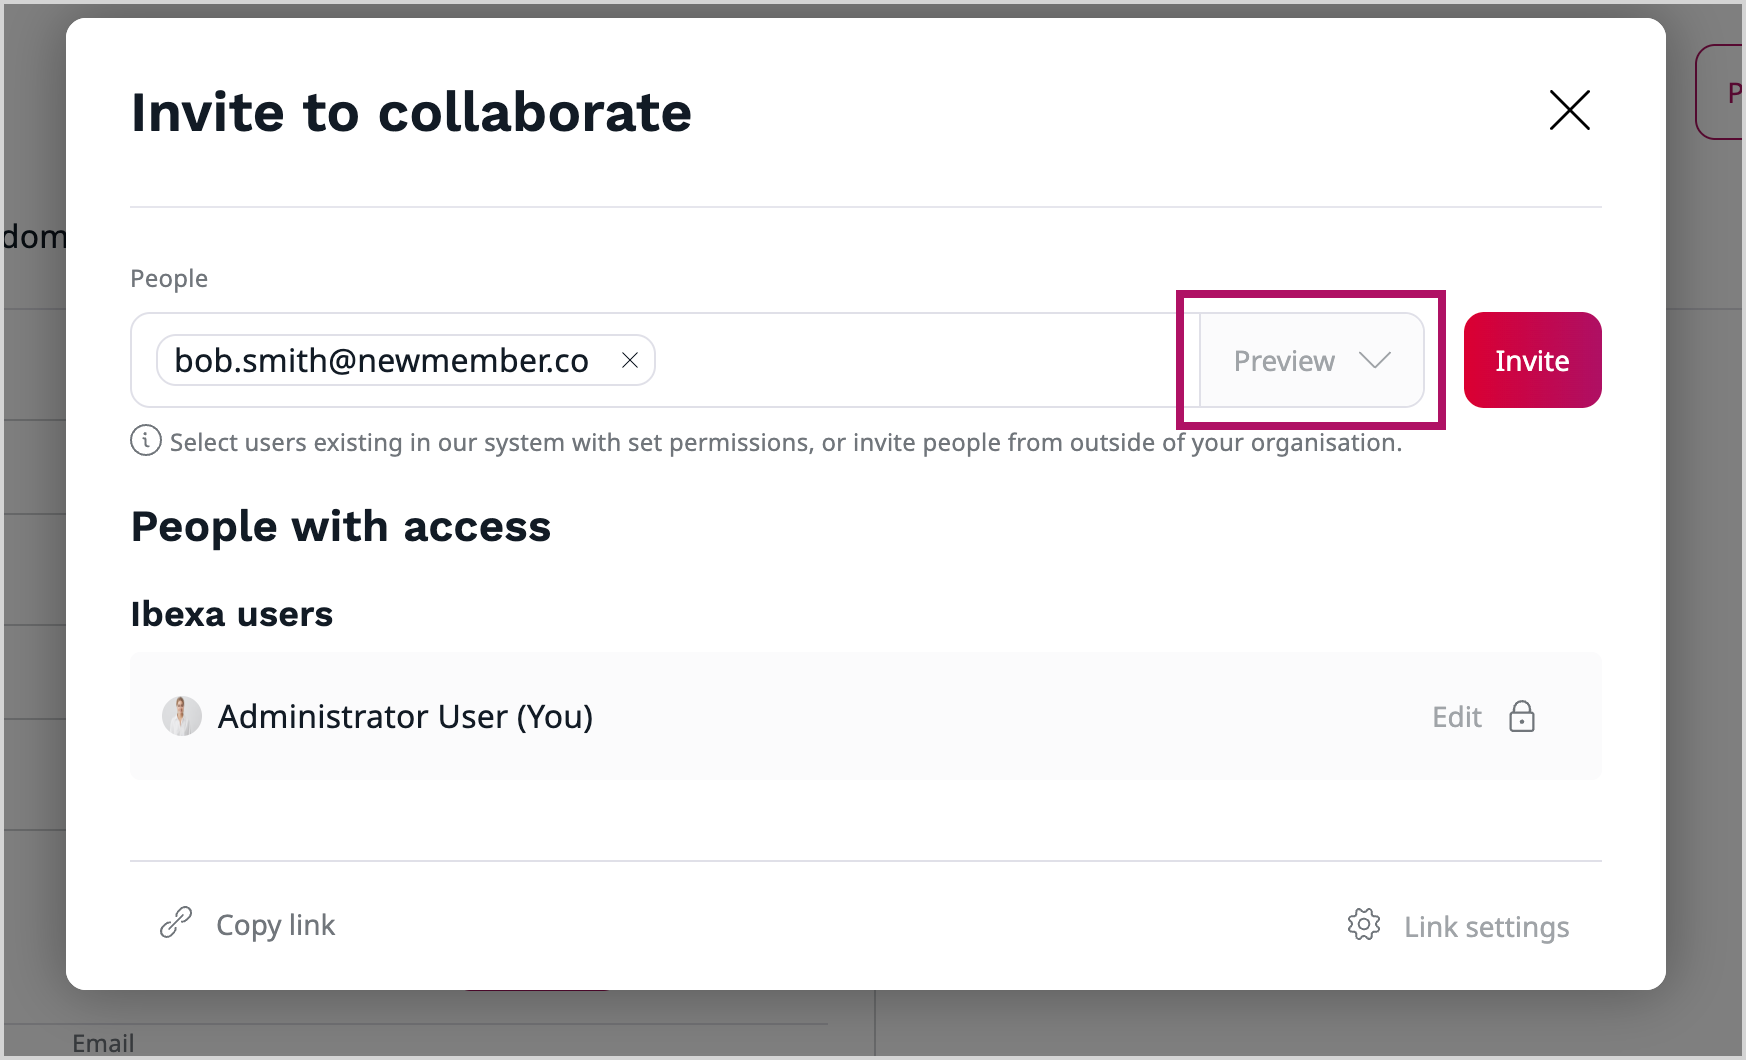 Invite to collaborate
P
dom
People
bob.smith@newmember.co
Preview
Invite
Select users existing in our system with set permissions, or invite people from outside of your organisation.
People with access
Ibexa users
Administrator User (You)
Edit
Copy link
Link settings
Email